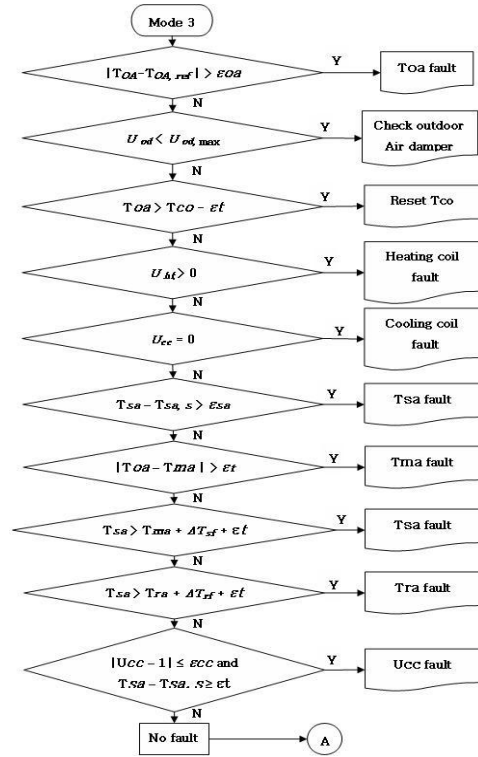 Mode 3
|TOA-TOA, ref| > εoa
Y
Toa fault
N
Uod < Uod, max
Y
Check outdoor
Air damper
N
Toa > Tco - εt
Y
Reset Tco
N
Uht > 0
Y
Heating coil
fault
N
Ucc = 0
Y
Cooling coil
fault
N
Tsa - Tsa, s > εsa
Y
Tsa fault
N
|Toa - Tma| > εt
Y
Tma fault
N
Tsa > Tma + ΔTsf + εt
Y
Tsa fault
N
Tsa > Tra + ΔTrf + εt
Y
Tra fault
N
|Ucc - 1| ≤ εcc and
Tsa - Tsa, s ≥ εt
Y
Ucc fault
N
No fault
A